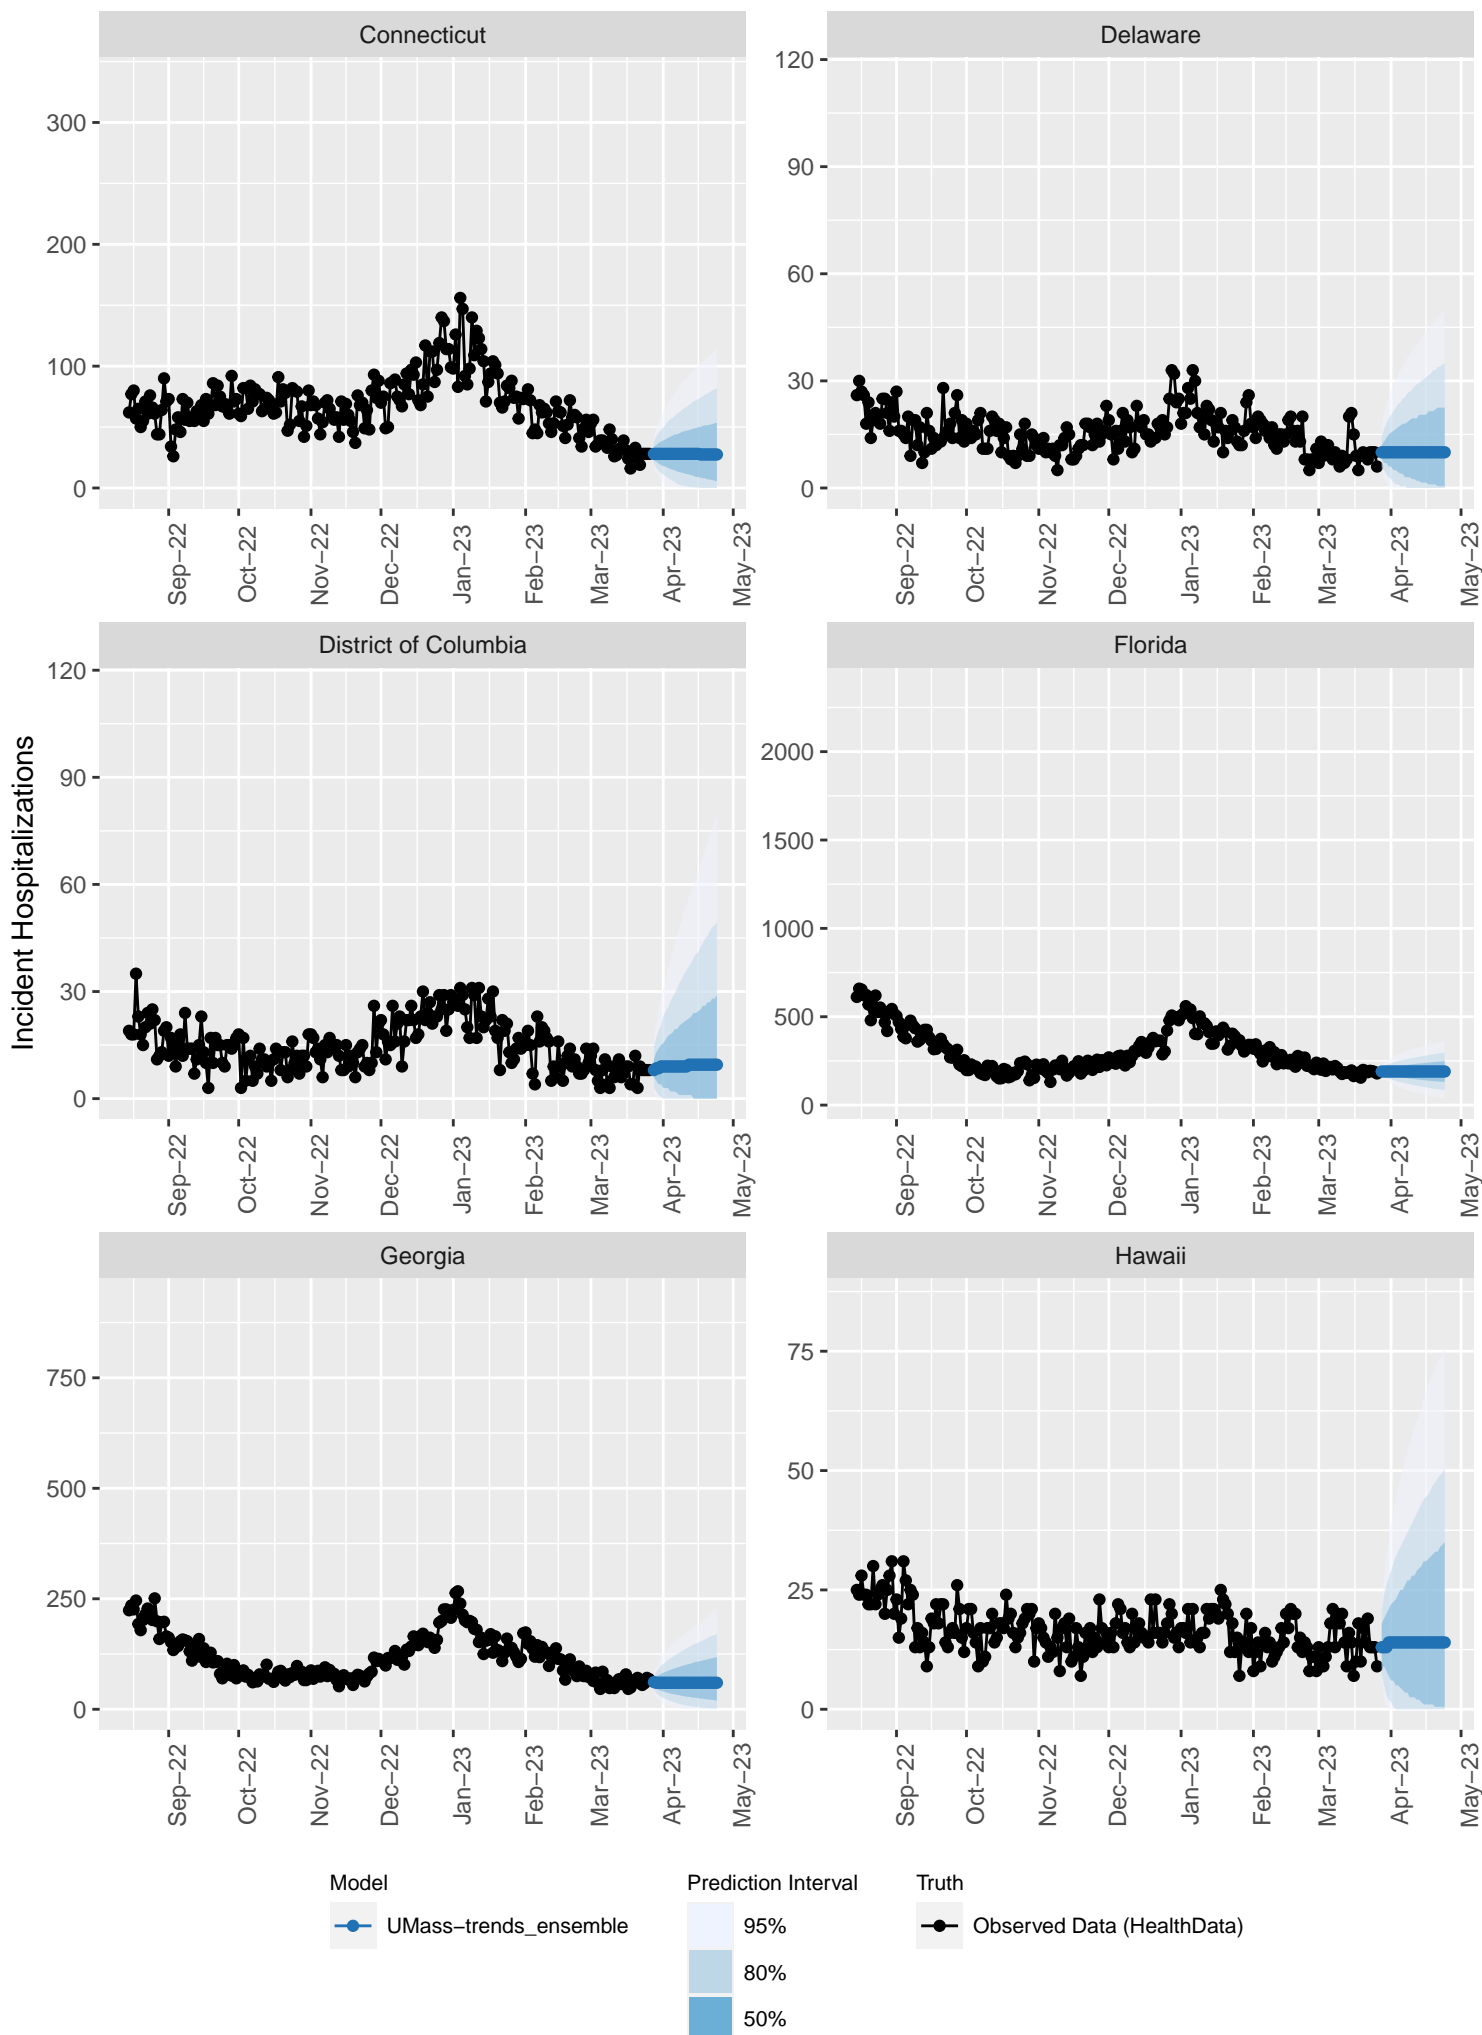 Connecticut
Delaware
300
200
100
0
120
90
60
30
0
Sep−22
Oct−22
Nov−22
Dec−22
Jan−23
Feb−23
Mar−23
Apr−23
May−23
Sep−22
Oct−22
Nov−22
Dec−22
Jan−23
Feb−23
Mar−23
Apr−23
May−23
Incident Hospitalizations
District of Columbia
Florida
120
90
60
30
0
2000
1500
1000
500
0
Sep−22
Oct−22
Nov−22
Dec−22
Jan−23
Feb−23
Mar−23
Apr−23
May−23
Sep−22
Oct−22
Nov−22
Dec−22
Jan−23
Feb−23
Mar−23
Apr−23
May−23
Georgia
Hawaii
750
500
250
0
75
50
25
0
Sep−22
Oct−22
Nov−22
Dec−22
Jan−23
Feb−23
Mar−23
Apr−23
May−23
Sep−22
Oct−22
Nov−22
Dec−22
Jan−23
Feb−23
Mar−23
Apr−23
May−23
Model
UMass−trends_ensemble
Prediction Interval
95%
80%
50%
Truth
Observed Data (HealthData)